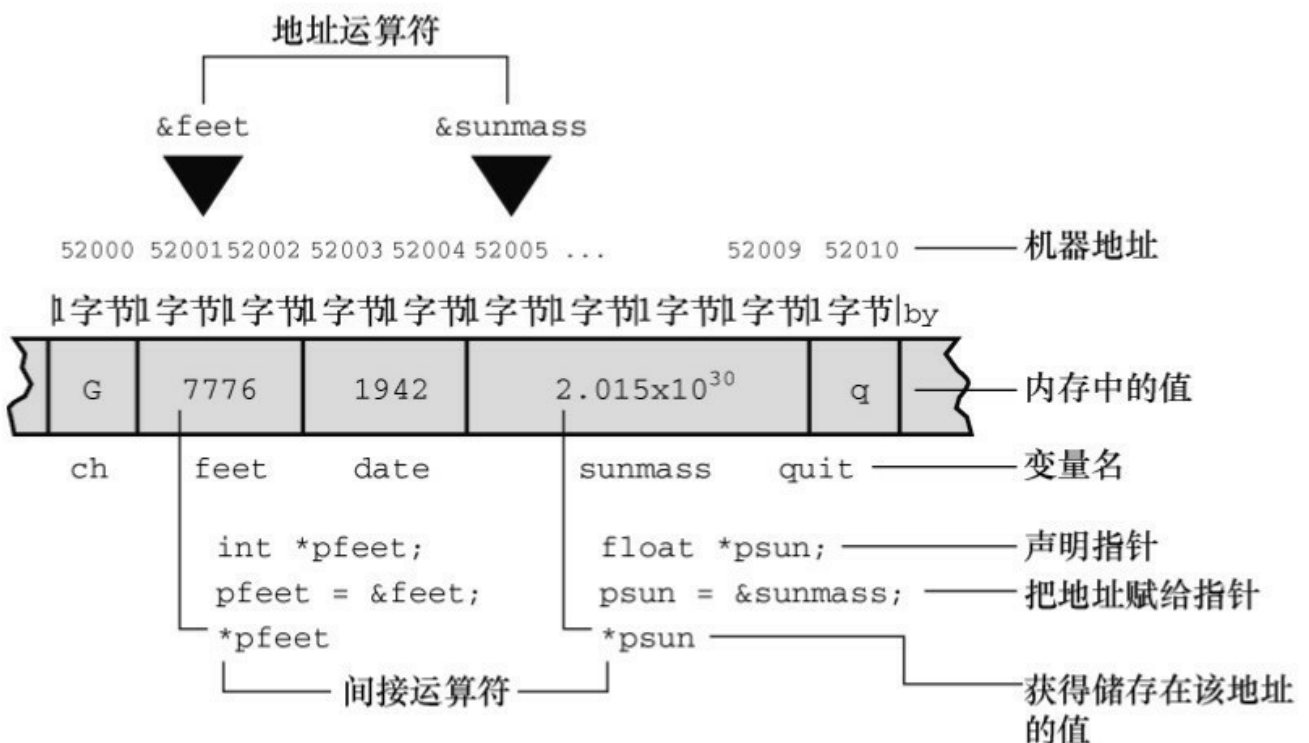 地址运算符
&feet &sunmass
52000 52001 52002 52003 52004 52005 ... 52009 52010 机器地址
1字节 1字节 1字节 1字节 1字节 1字节 1字节 1字节 1字节 1字节 by
G 7776 1942 2.015x10³⁰ q 内存中的值
ch feet date sunmass quit 变量名
int *pfeet; float *psun; 声明指针
pfeet = &feet; psun = &sunmass; 把地址赋给指针
*pfeet *psun
间接运算符 获得储存在该地址
的值